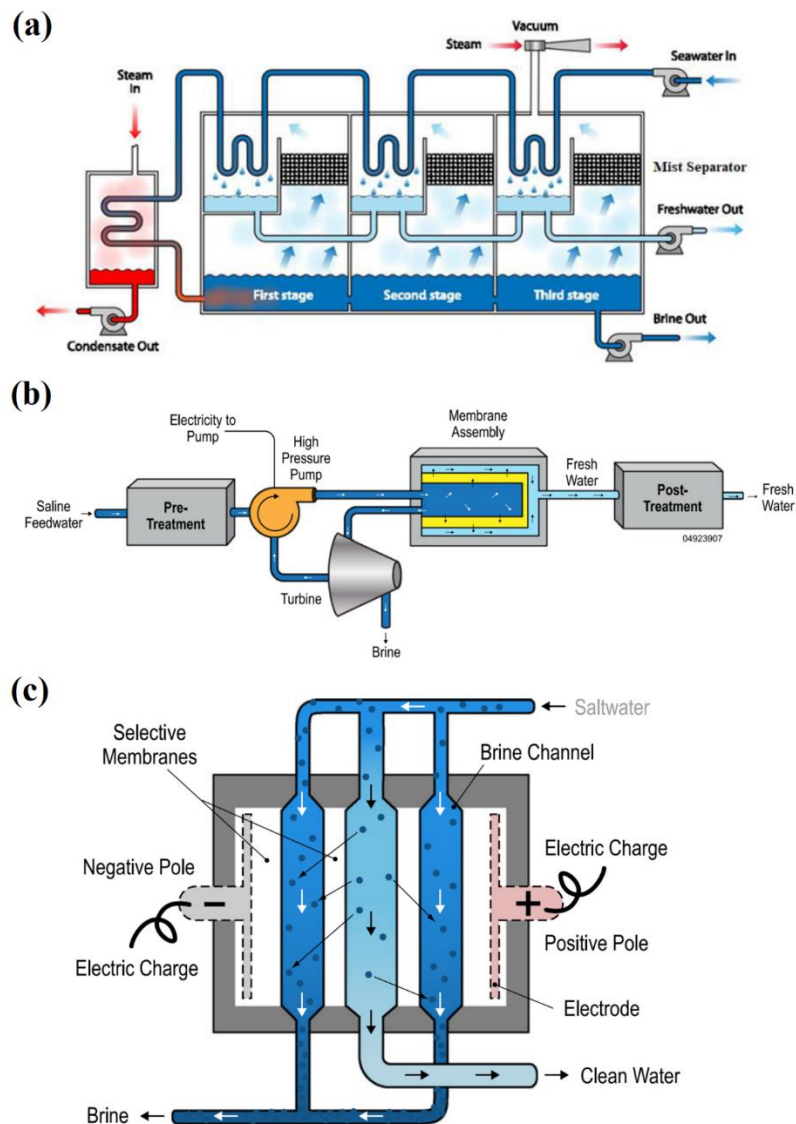 (a)
Vacuum
Steam
Seawater In
Steam
In
Mist Separator
Freshwater Out
First stage
Second stage
Third stage
Condensate Out
Brine Out
(b)
Electricity to
Pump
High
Pressure
Pump
Membrane
Assembly
Saline
Feedwater
Pre-
Treatment
Fresh
Water
Post-
Treatment
Fresh
Water
04923907
Turbine
Brine
(c)
Saltwater
Selective
Membranes
Brine Channel
Negative Pole
Electric Charge
-
+
Electric Charge
Positive Pole
Electrode
Clean Water
Brine